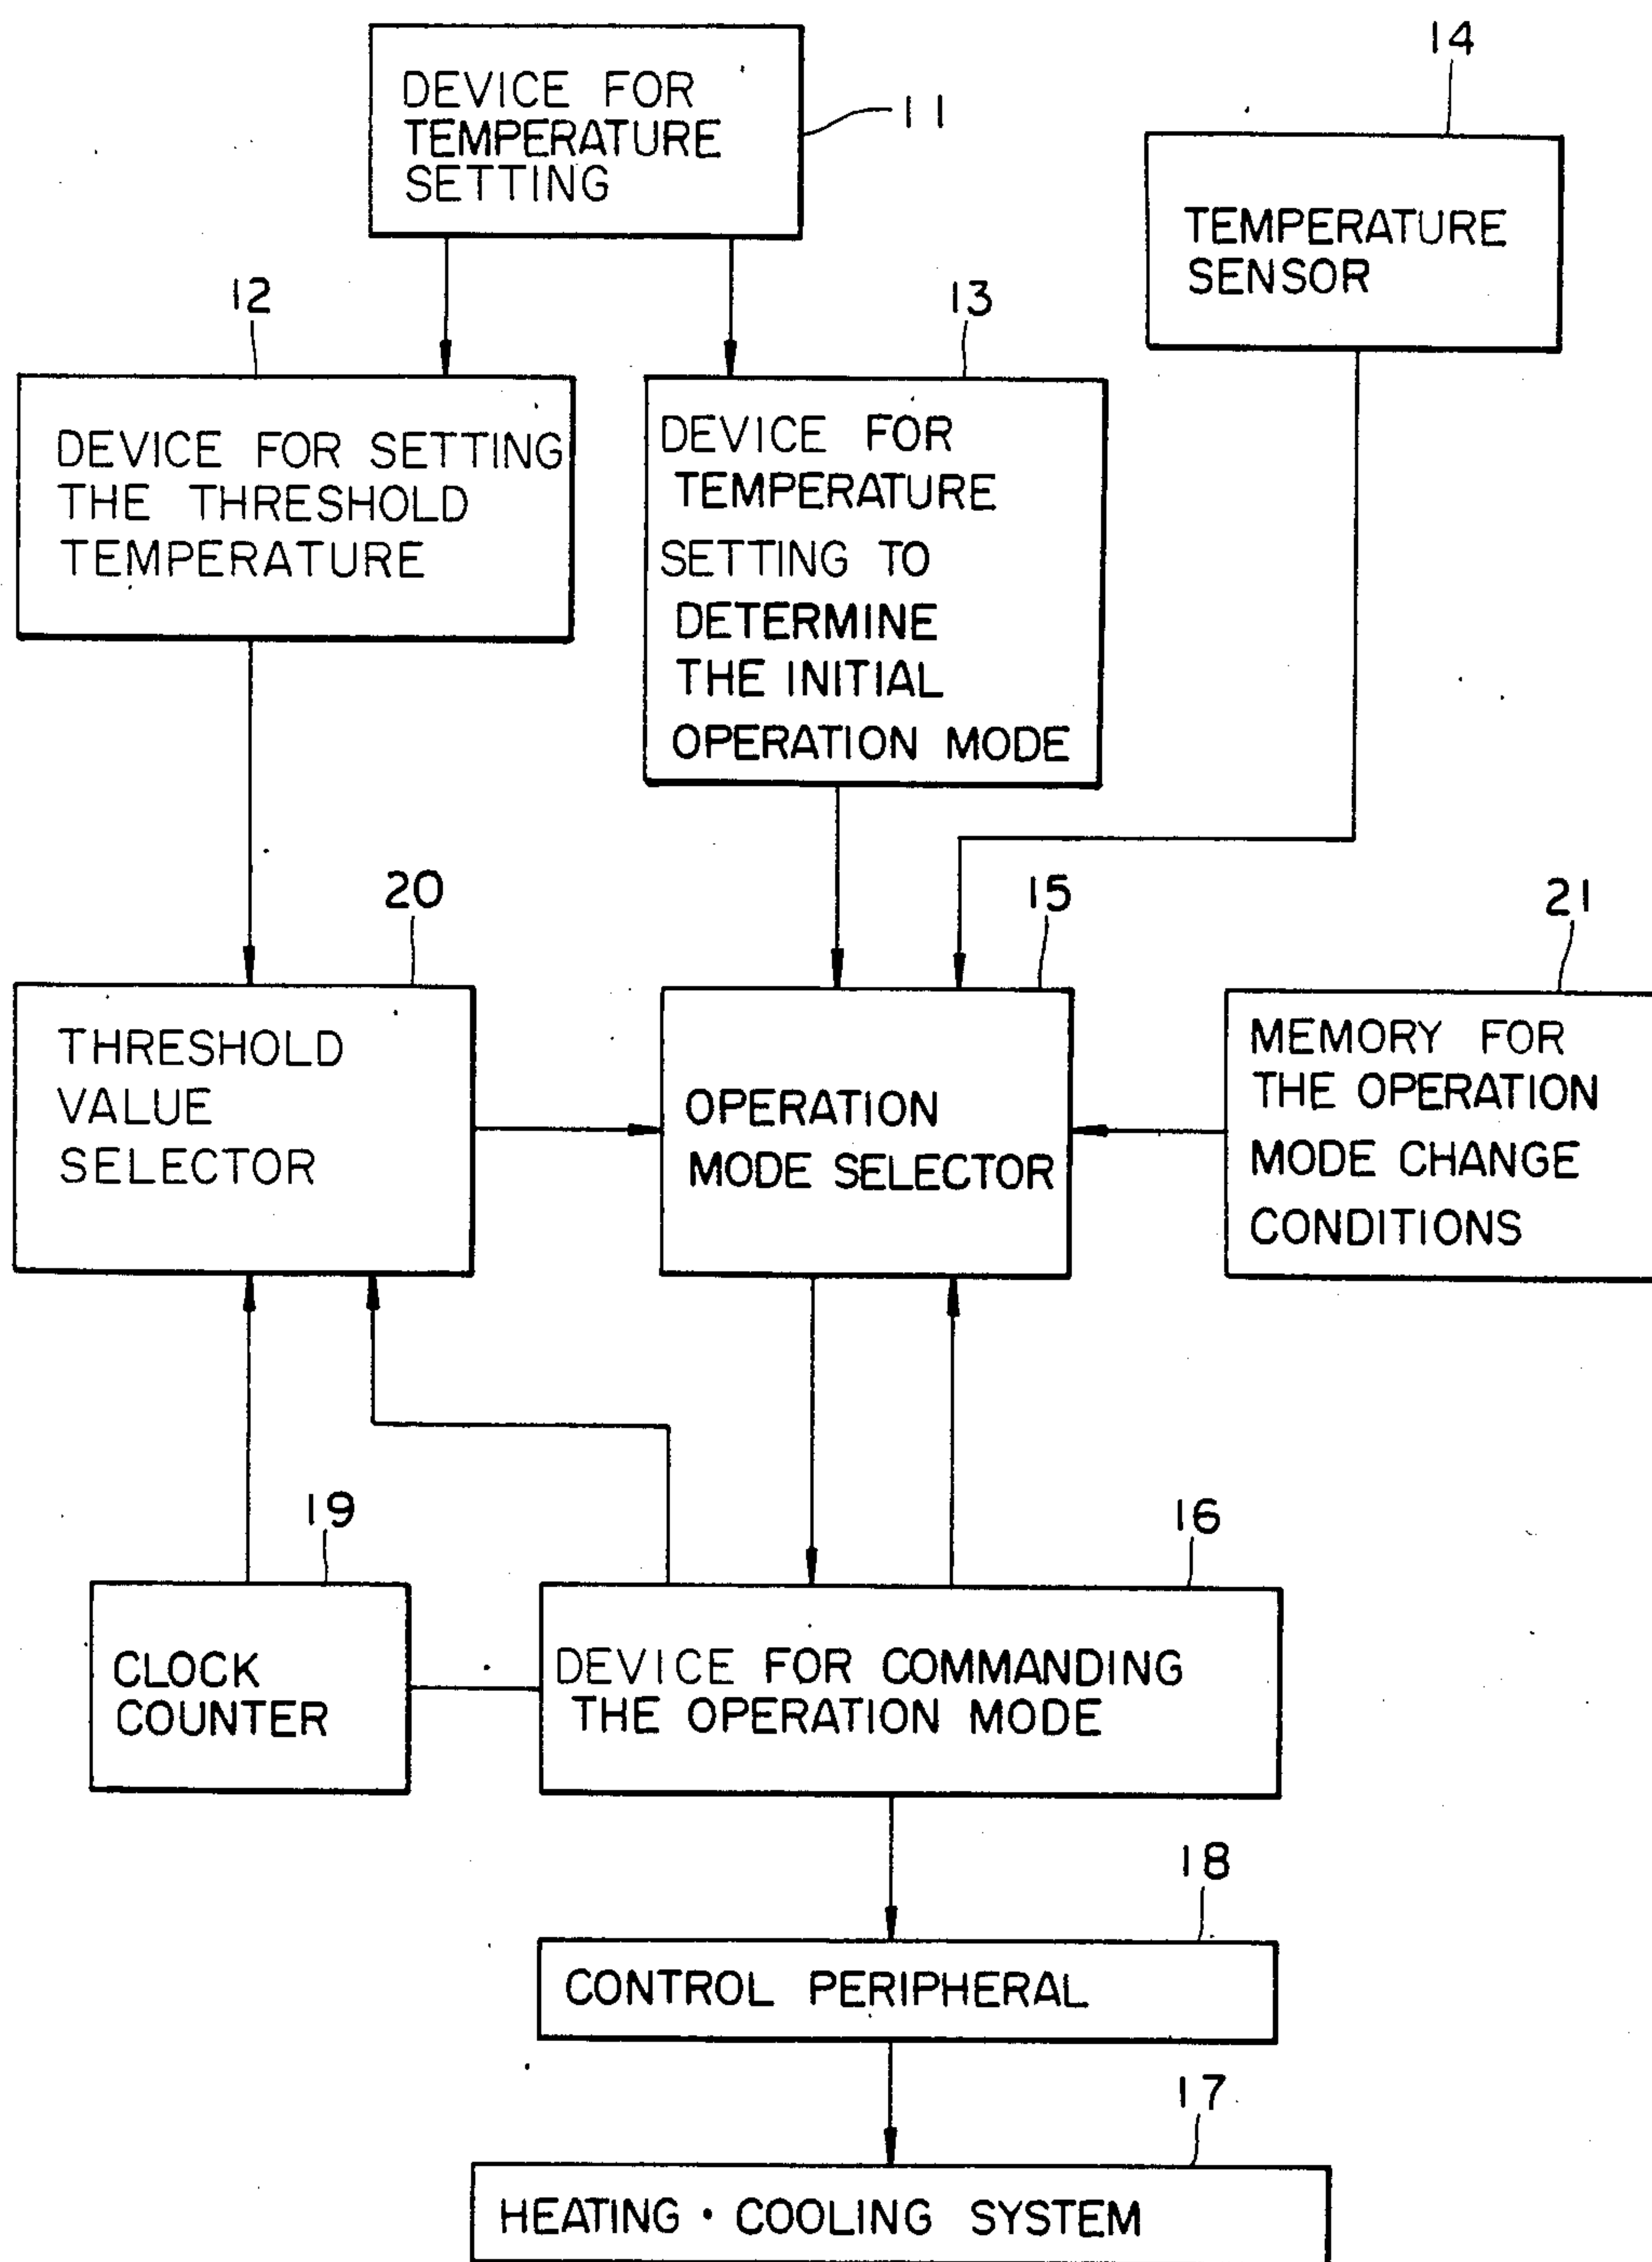 DEVICE FOR
TEMPERATURE
SETTING
11
14
TEMPERATURE
SENSOR
12
DEVICE FOR SETTING
THE THRESHOLD
TEMPERATURE
13
DEVICE FOR
TEMPERATURE
SETTING TO
DETERMINE
THE INITIAL
OPERATION MODE
20
THRESHOLD
VALUE
SELECTOR
15
OPERATION
MODE SELECTOR
21
MEMORY FOR
THE OPERATION
MODE CHANGE
CONDITIONS
19
CLOCK
COUNTER
16
DEVICE FOR COMMANDING
THE OPERATION MODE
18
CONTROL PERIPHERAL
17
HEATING · COOLING SYSTEM